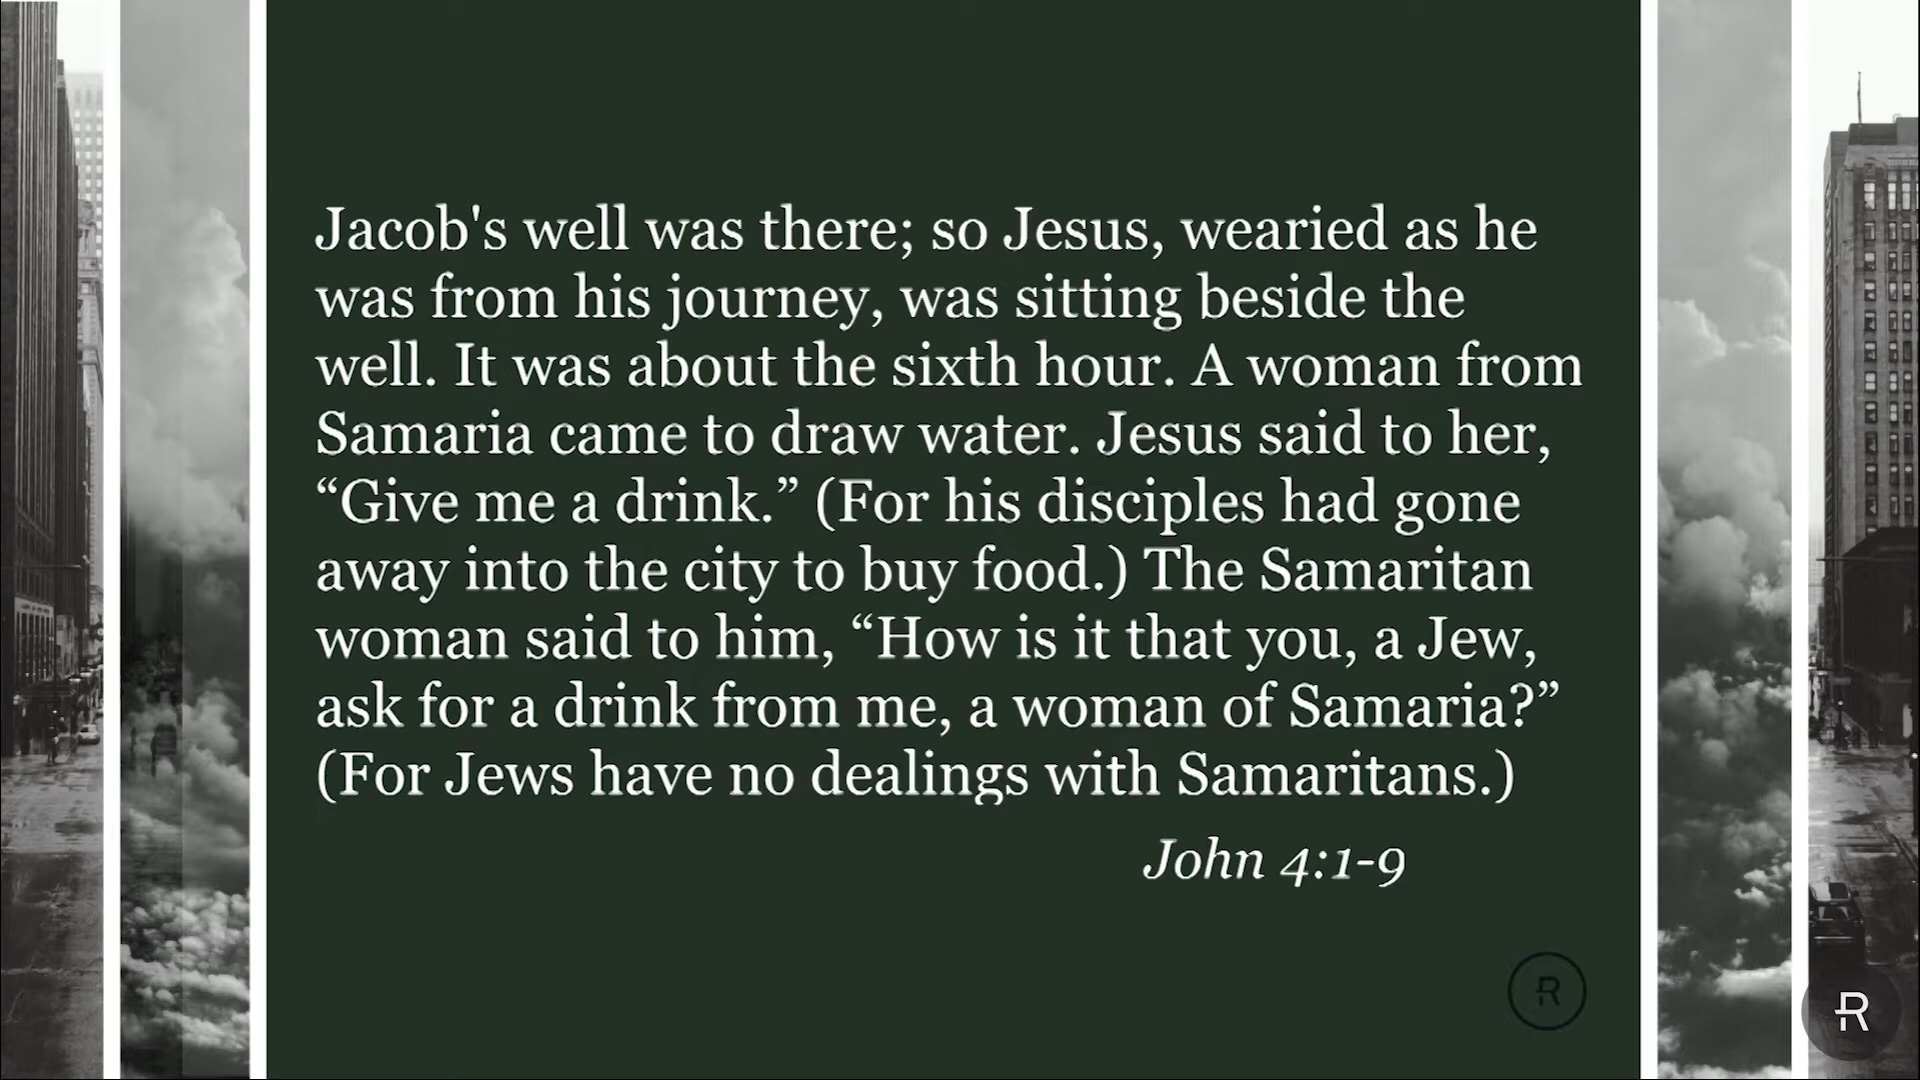 Jacob's well was there; so Jesus, wearied as he
was from his journey, was sitting beside the
well. It was about the sixth hour. A woman from
Samaria came to draw water. Jesus said to her,
“Give me a drink.” (For his disciples had gone
away into the city to buy food.) The Samaritan
woman said to him, “How is it that you, a Jew,
ask for a drink from me, a woman of Samaria?”
(For Jews have no dealings with Samaritans.)
John 4:1-9
R
R